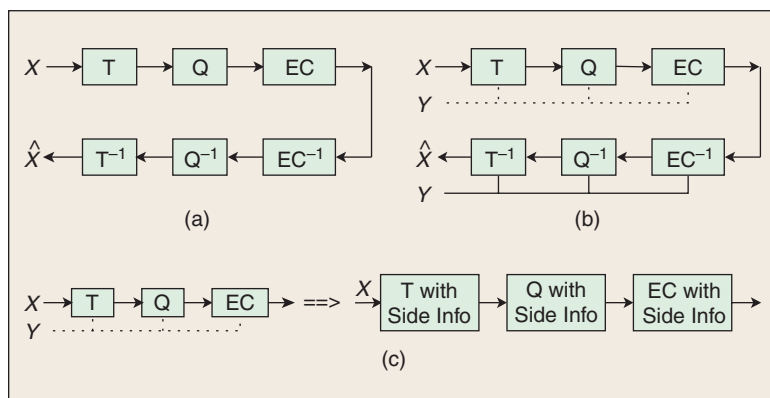 X T Q EC
X̂ T⁻¹ Q⁻¹ EC⁻¹
(a)
X T Q EC
Y
X̂ T⁻¹ Q⁻¹ EC⁻¹
Y
(b)
X T Q EC ==> X T with Side Info Q with Side Info EC with Side Info
Y
(c)